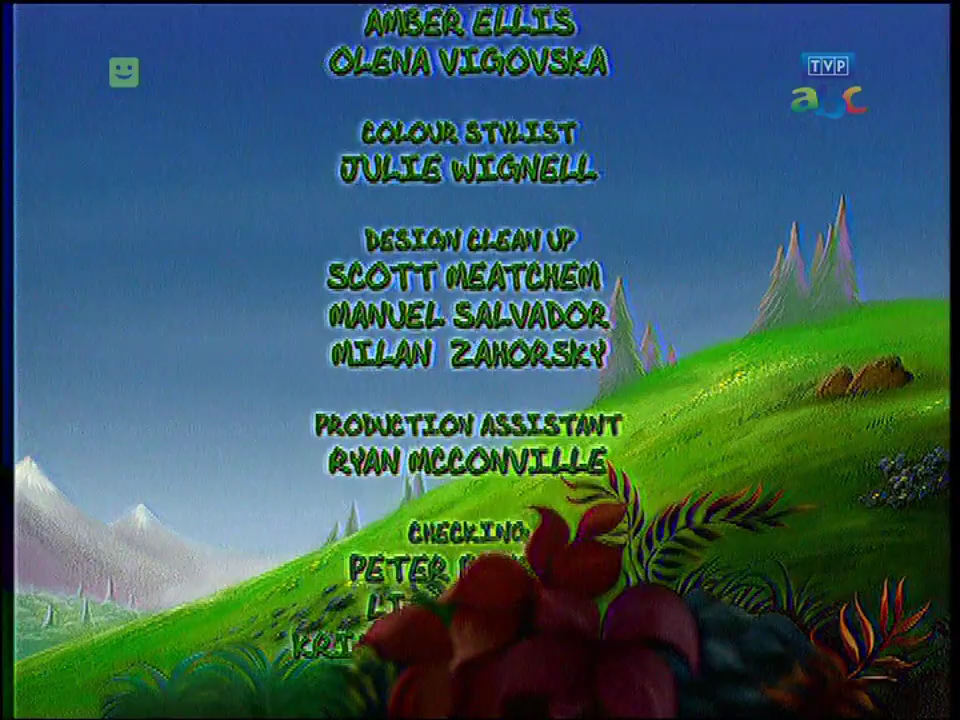 AMBER ELLIS
OLENA VIGOVSKA
TVP
abc
COLOUR STYLIST
JULIE WIGNELL
DESIGN CLEAN UP
SCOTT MEATCHEM
MANUEL SALVADOR
MILAN ZAHORSKY
PRODUCTION ASSISTANT
RYAN MCCONVILLE
CHECKING
PETER